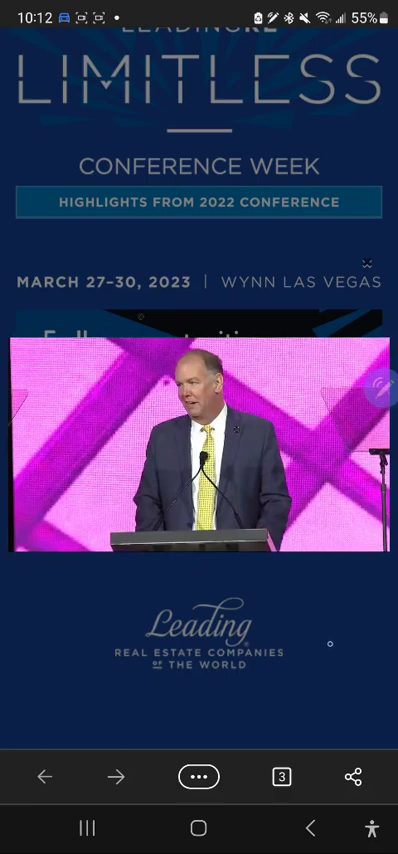 10:12
55%
LEADINGRE
LIMITLESS
CONFERENCE WEEK
HIGHLIGHTS FROM 2022 CONFERENCE
MARCH 27–30, 2023 | WYNN LAS VEGAS
Leading
REAL ESTATE COMPANIES
OF THE WORLD
3